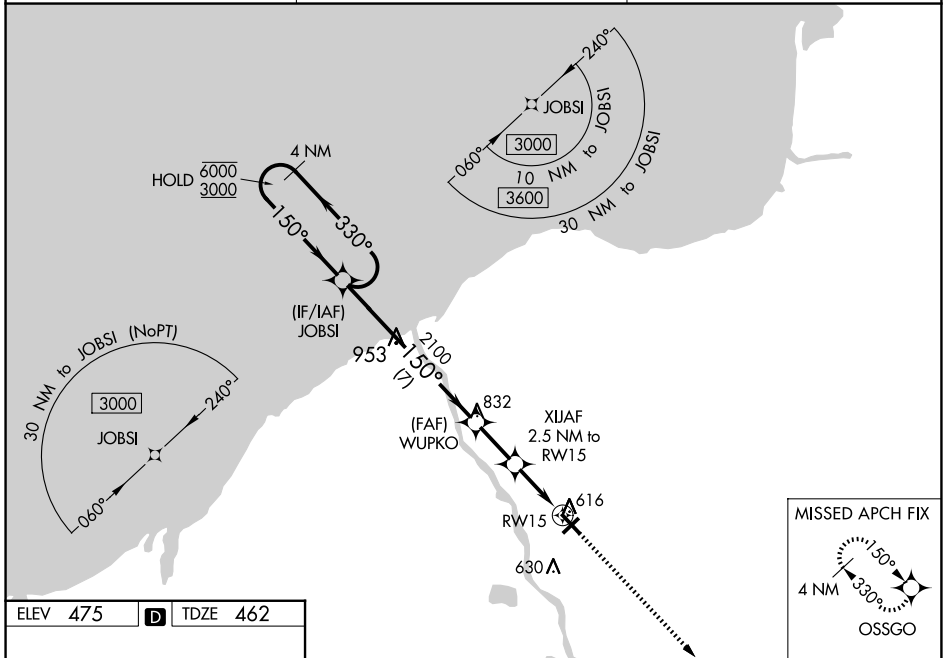 240°
JOBSI
3000
060°
10 NM to JOBSI
3600
30 NM to JOBSI
4 NM
HOLD 6000
3000
150°
330°
(IF/IAF)
JOBSI
953
2100
150°
(7)
30 NM to JOBSI (NoPT)
3000
240°
JOBSI
060°
832
(FAF)
WUPKO
XIJAF
2.5 NM to
RW15
616
RW15
630
MISSED APCH FIX
150°
4 NM
330°
OSSGO
ELEV 475 D TDZE 462